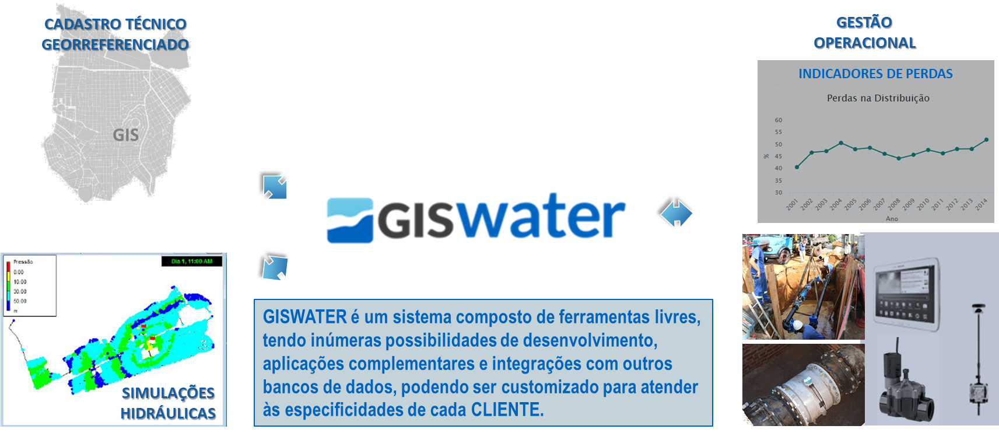 CADASTRO TÉCNICO
GEORREFERENCIADO
GIS
GESTÃO
OPERACIONAL
INDICADORES DE PERDAS
Perdas na Distribuição
60
55
50
45
40
35
30
%
2001
2002
2003
2004
2005
2006
2007
2008
2009
2010
2011
2012
2013
2014
Ano
GISwater
Pressão
0.00
10.00
30.00
50.00
m
Dia 1, 11:00 AM
SIMULAÇÕES
HIDRÁULICAS
GISWATER é um sistema composto de ferramentas livres,
tendo inúmeras possibilidades de desenvolvimento,
aplicações complementares e integrações com outros
bancos de dados, podendo ser customizado para atender
às especificidades de cada CLIENTE.